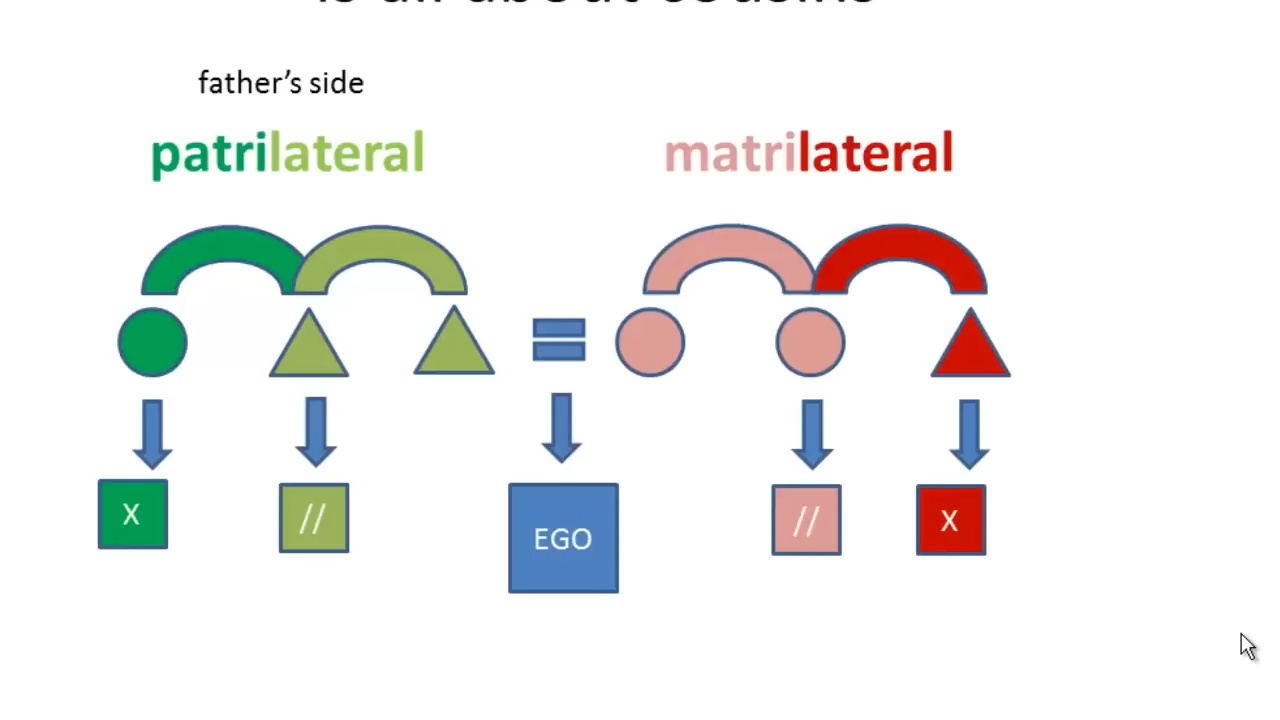 father's side
patrilateral
matrilateral
X
//
EGO
//
X